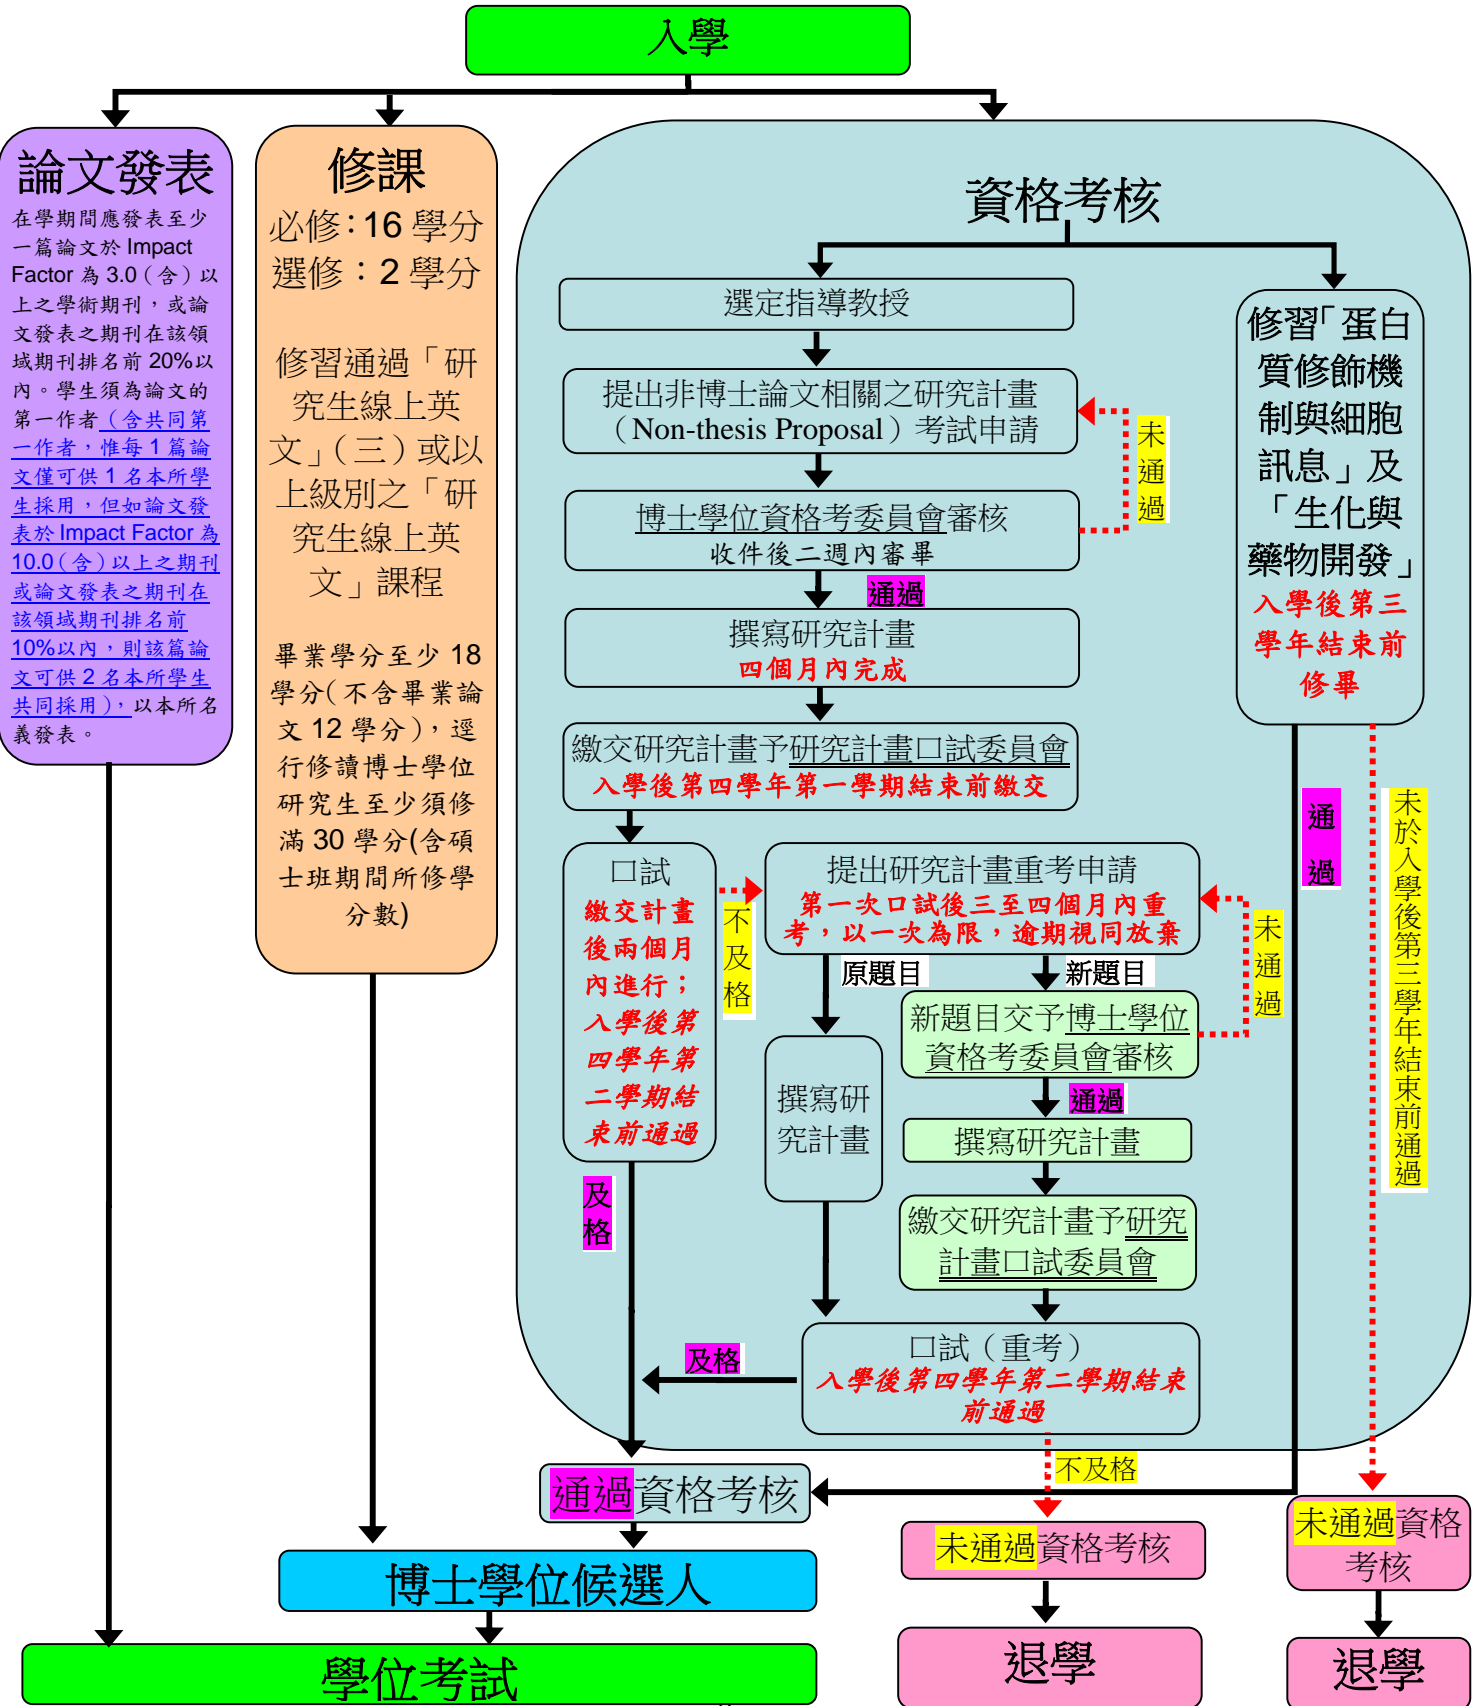 入學
論文發表
在學期間應發表至少
一篇論文於 Impact
Factor 為 3.0（含）以
上之學術期刊，或論
文發表之期刊在該領
域期刊排名前 20%以
內。學生須為論文的
第一作者（含共同第
一作者，惟每 1 篇論
文僅可供 1 名本所學
生採用，但如論文發
表於 Impact Factor 為
10.0（含）以上之期刊
或論文發表之期刊在
該領域期刊排名前
10%以內，則該篇論
文可供 2 名本所學生
共同採用），以本所名
義發表。
修課
必修：16 學分
選修：2 學分
修習通過「研
究生線上英
文」（三）或以
上級別之「研
究生線上英
文」課程
畢業學分至少 18
學分（不含畢業論
文 12 學分），逕
行修讀博士學位
研究生至少須修
滿 30 學分(含碩
士班期間所修學
分數)
資格考核
選定指導教授
提出非博士論文相關之研究計畫
（Non-thesis Proposal）考試申請
未通過
博士學位資格考委員會審核
收件後二週內審畢
通過
撰寫研究計畫
四個月內完成
繳交研究計畫予研究計畫口試委員會
入學後第四學年第一學期結束前繳交
口試
繳交計畫
後兩個月
內進行；
入學後第
四學年第
二學期結
束前通過
不及格
提出研究計畫重考申請
第一次口試後三至四個月內重
考，以一次為限，逾期視同放棄
原題目
新題目
未通過
新題目交予博士學位
資格考委員會審核
通過
撰寫研
究計畫
撰寫研究計畫
繳交研究計畫予研究
計畫口試委員會
及格
口試（重考）
入學後第四學年第二學期結束
前通過
及格
不及格
修習「蛋白
質修飾機
制與細胞
訊息」及
「生化與
藥物開發」
入學後第三
學年結束前
修畢
通過
未於入學後第三學年結束前通過
通過資格考核
未通過資格考核
未通過資格
考核
博士學位候選人
學位考試
退學
退學